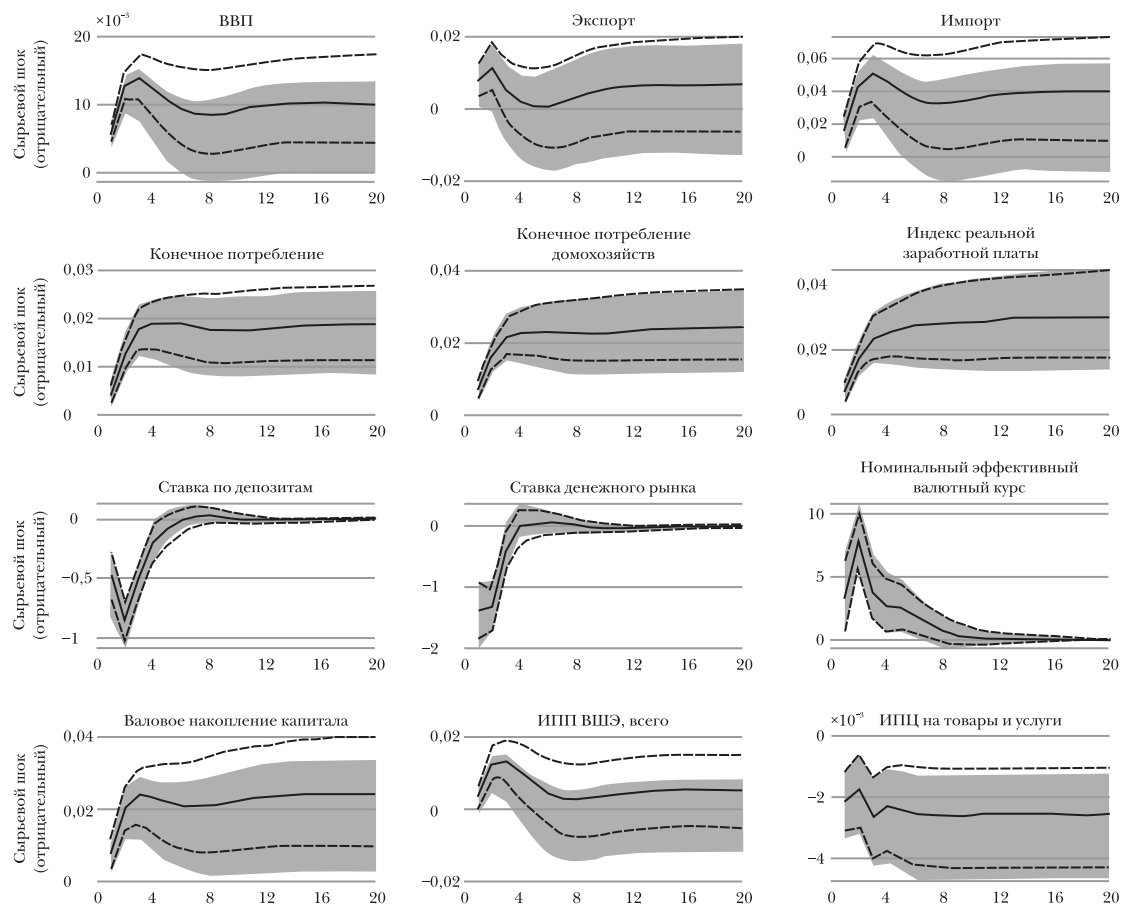 ×10⁻³ ВВП
Экспорт
Импорт
Сырьевой шок
(отрицательный)
20
10
0
0 4 8 12 16 20
0,02
0
−0,02
0 4 8 12 16 20
0,06
0,04
0,02
0
0 4 8 12 16 20
Конечное потребление
Конечное потребление
домохозяйств
Индекс реальной
заработной платы
Сырьевой шок
(отрицательный)
0,03
0,02
0,01
0
0 4 8 12 16 20
0,04
0,02
0
0 4 8 12 16 20
0,04
0,02
0
0 4 8 12 16 20
Ставка по депозитам
Ставка денежного рынка
Номинальный эффективный
валютный курс
Сырьевой шок
(отрицательный)
0
−0,5
−1
0 4 8 12 16 20
0
−1
−2
0 4 8 12 16 20
10
5
0
0 4 8 12 16 20
Валовое накопление капитала
ИПП ВШЭ, всего
×10⁻³ ИПЦ на товары и услуги
Сырьевой шок
(отрицательный)
0,04
0,02
0
0 4 8 12 16 20
0,02
0
−0,02
0 4 8 12 16 20
0
−2
−4
0 4 8 12 16 20